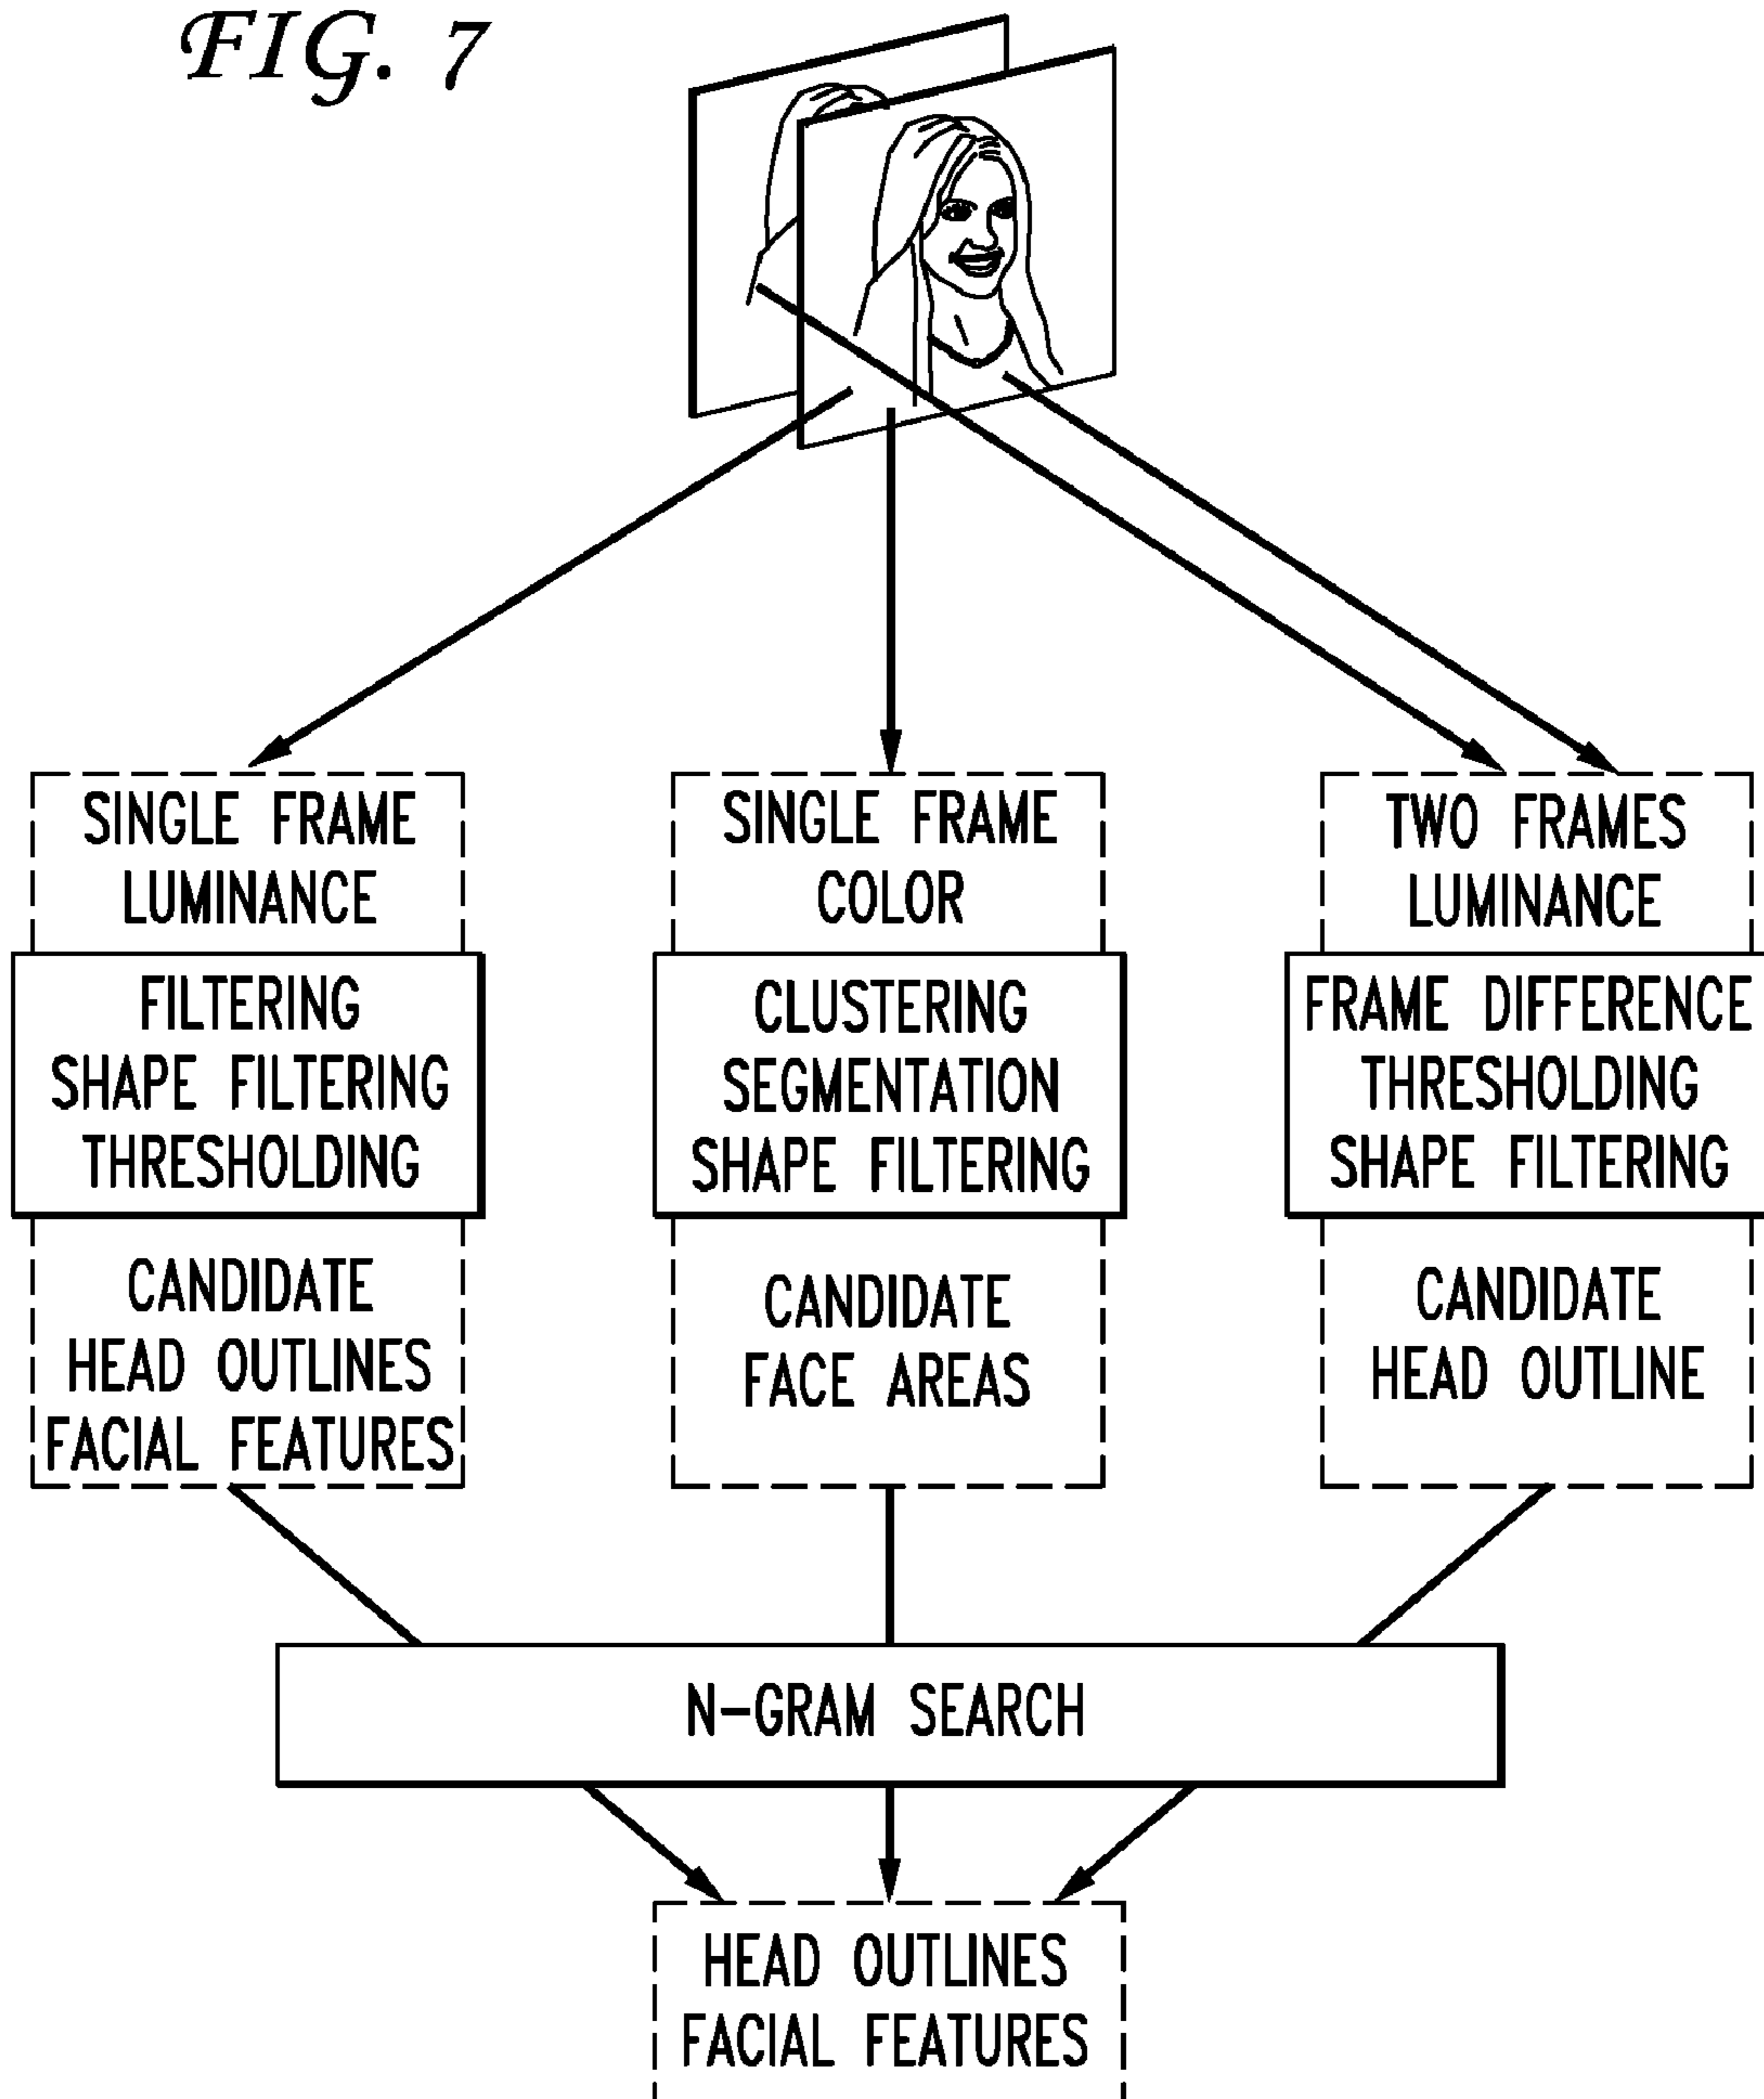 FIG. 7
SINGLE FRAME
LUMINANCE
FILTERING
SHAPE FILTERING
THRESHOLDING
CANDIDATE
HEAD OUTLINES
FACIAL FEATURES
SINGLE FRAME
COLOR
CLUSTERING
SEGMENTATION
SHAPE FILTERING
CANDIDATE
FACE AREAS
TWO FRAMES
LUMINANCE
FRAME DIFFERENCE
THRESHOLDING
SHAPE FILTERING
CANDIDATE
HEAD OUTLINE
N-GRAM SEARCH
HEAD OUTLINES
FACIAL FEATURES